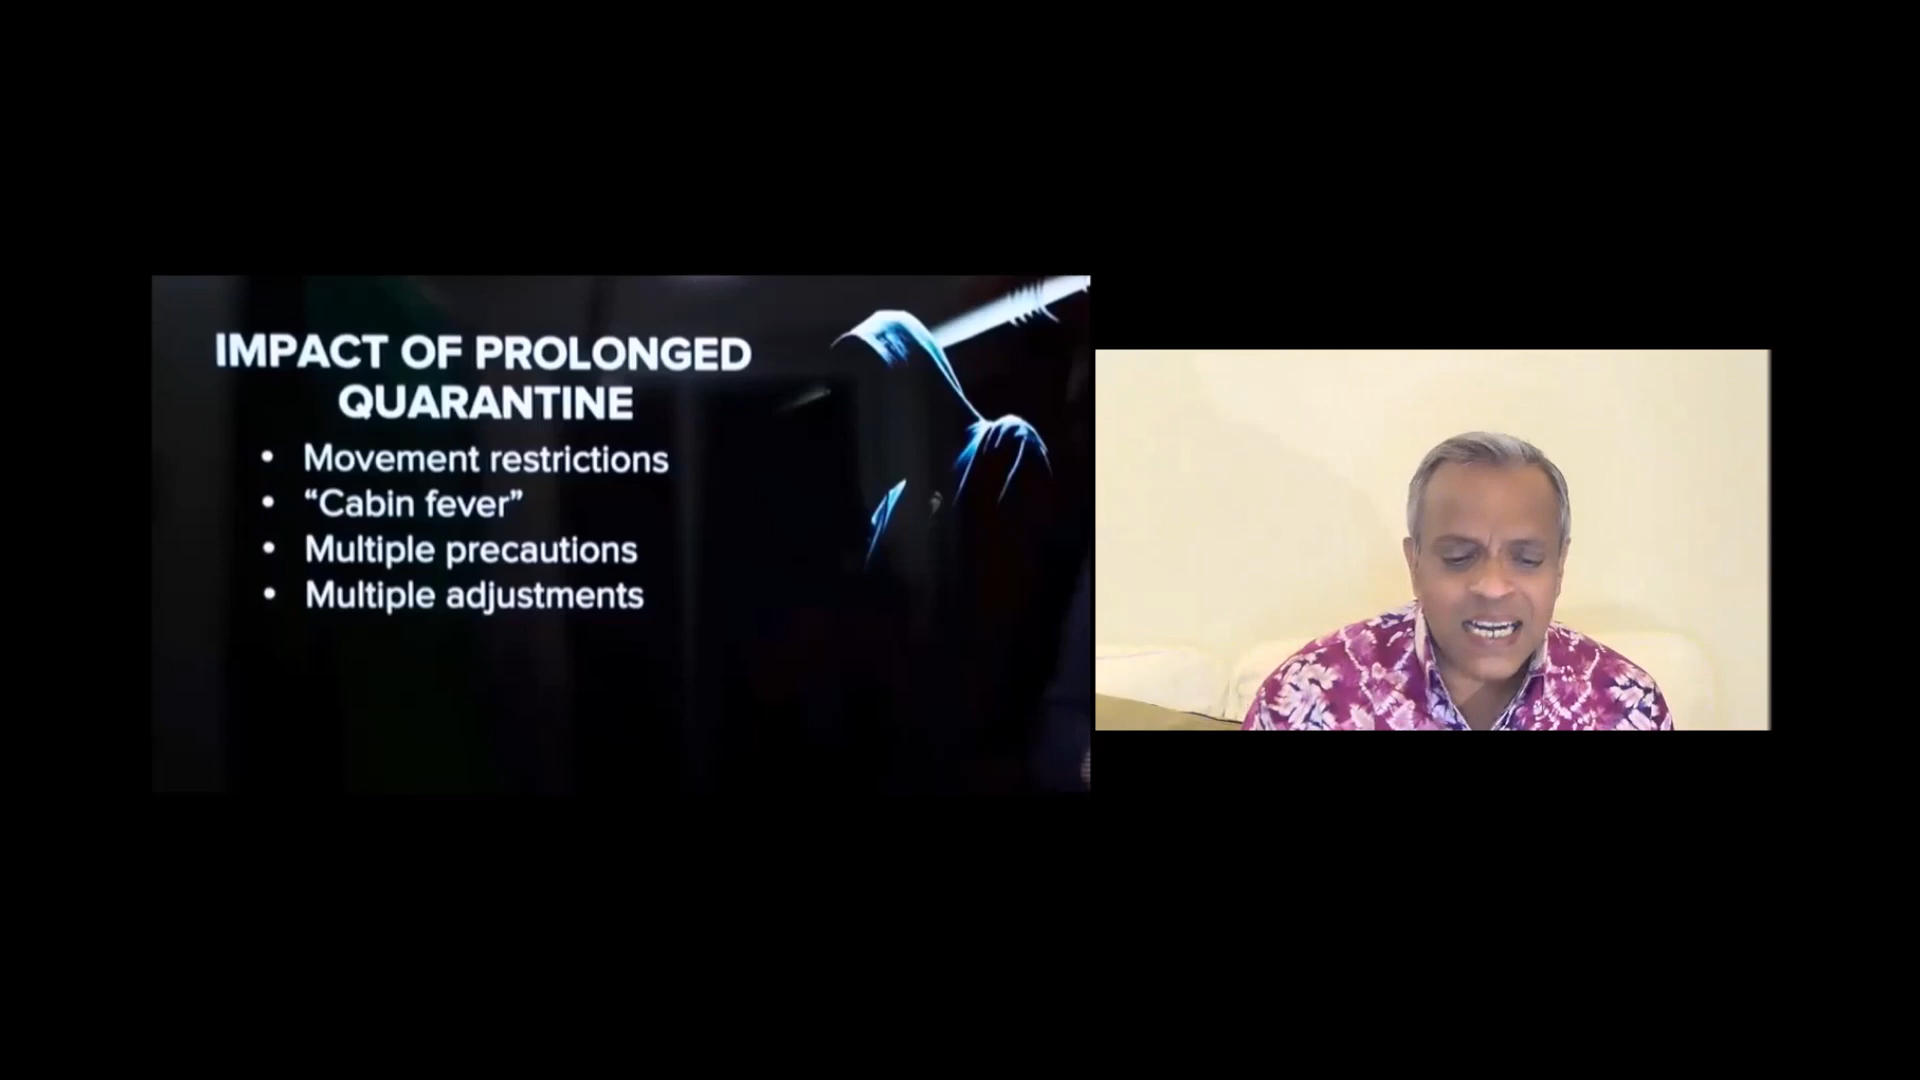 IMPACT OF PROLONGED
QUARANTINE
• Movement restrictions
• “Cabin fever”
• Multiple precautions
• Multiple adjustments